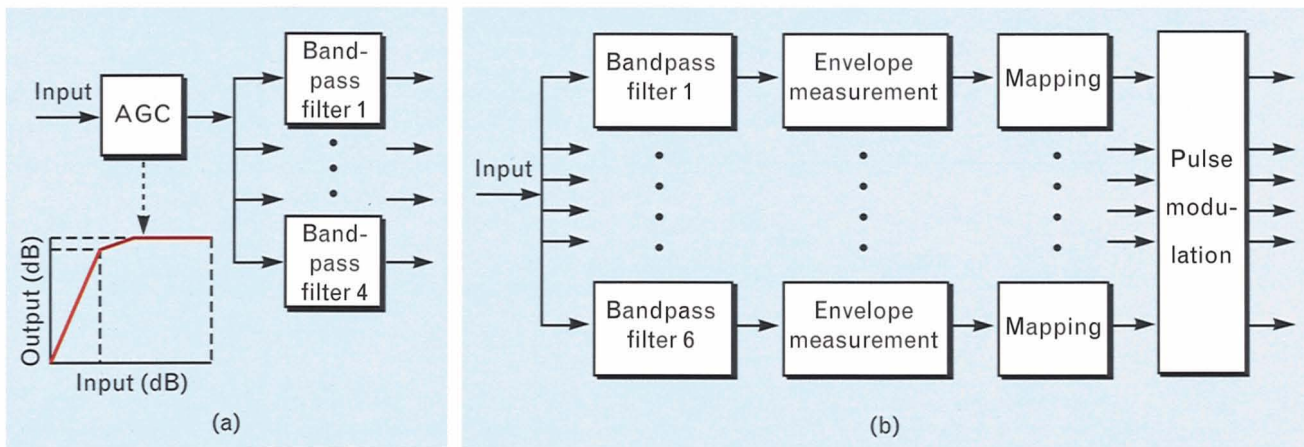 Input
AGC
Band-
pass
filter 1
Band-
pass
filter 4
Output (dB)
Input (dB)
(a)
Input
Bandpass
filter 1
Envelope
measurement
Mapping
Bandpass
filter 6
Envelope
measurement
Mapping
Pulse
modu-
lation
(b)